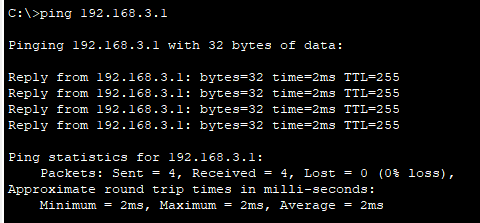 C:\>ping 192.168.3.1
Pinging 192.168.3.1 with 32 bytes of data:
Reply from 192.168.3.1: bytes=32 time=2ms TTL=255
Reply from 192.168.3.1: bytes=32 time=2ms TTL=255
Reply from 192.168.3.1: bytes=32 time=2ms TTL=255
Reply from 192.168.3.1: bytes=32 time=2ms TTL=255
Ping statistics for 192.168.3.1:
    Packets: Sent = 4, Received = 4, Lost = 0 (0% loss),
Approximate round trip times in milli-seconds:
    Minimum = 2ms, Maximum = 2ms, Average = 2ms